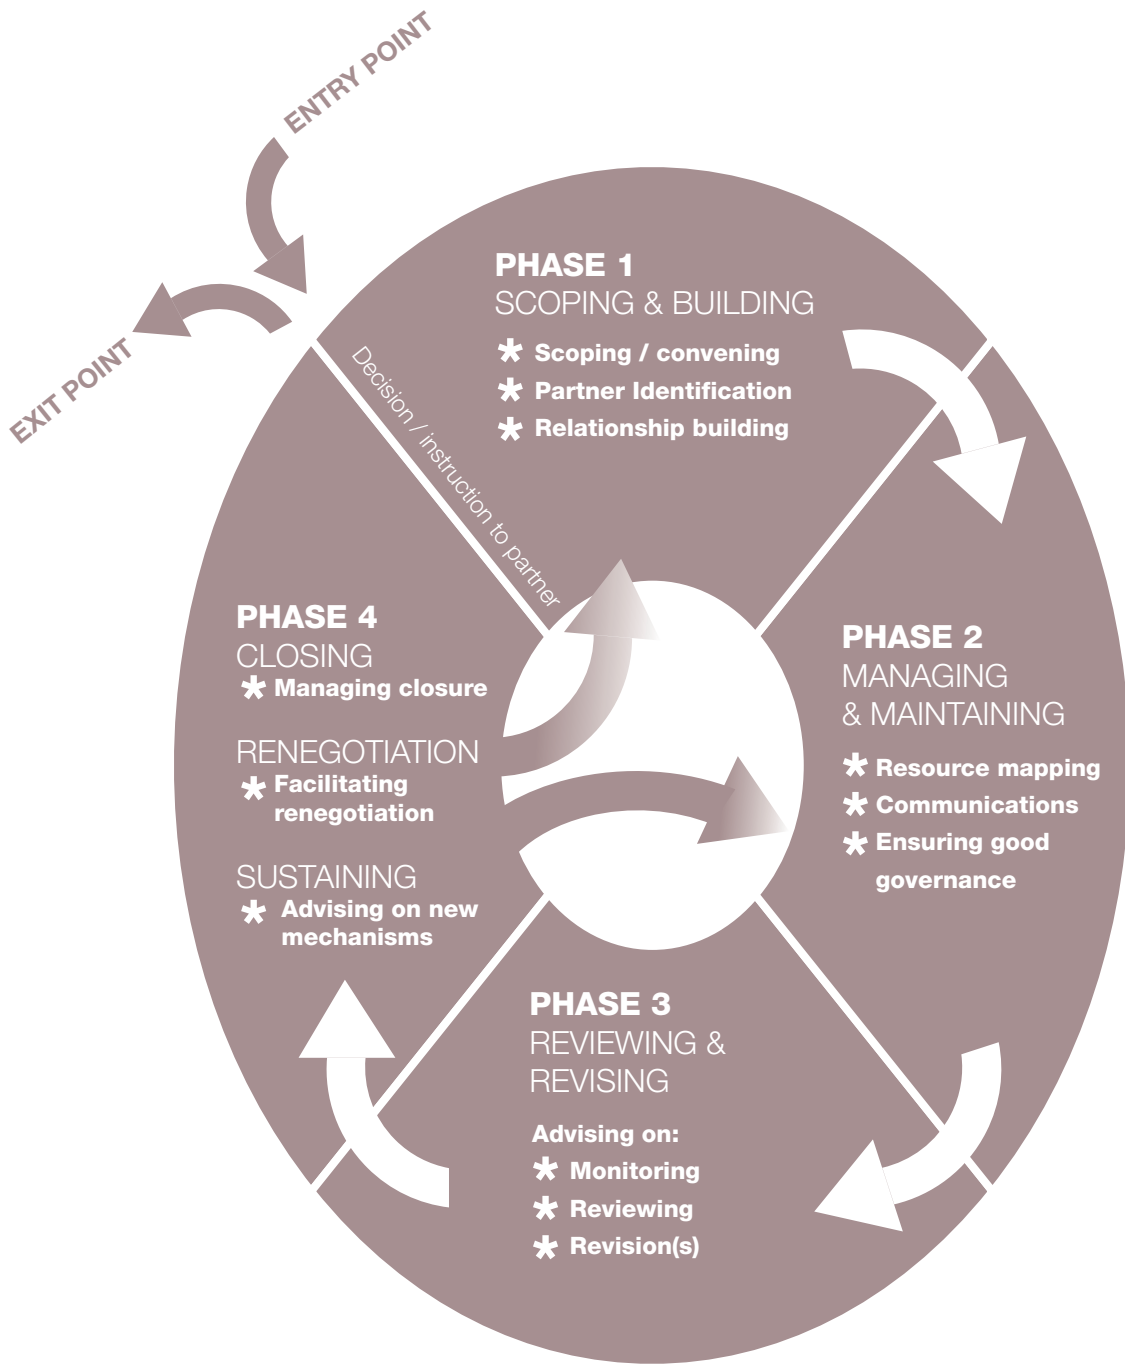 ENTRY POINT
EXIT POINT
Decision / instruction to partner
PHASE 1
SCOPING & BUILDING
* Scoping / convening
* Partner Identification
* Relationship building
PHASE 2
MANAGING
& MAINTAINING
* Resource mapping
* Communications
* Ensuring good
governance
PHASE 3
REVIEWING &
REVISING
Advising on:
* Monitoring
* Reviewing
* Revision(s)
PHASE 4
CLOSING
* Managing closure
RENEGOTIATION
* Facilitating
renegotiation
SUSTAINING
* Advising on new
mechanisms